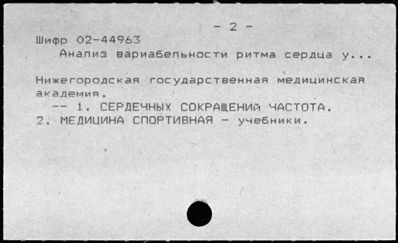 - 2 -
Шифр 02-44963
Анализ вариабельности ритма сердца у...
Нижегородская государственная медицинская
академия.
-- 1. СЕРДЕЧНЫХ СОКРАЩЕНИЙ ЧАСТОТА.
2. МЕДИЦИНА СПОРТИВНАЯ - учебники.